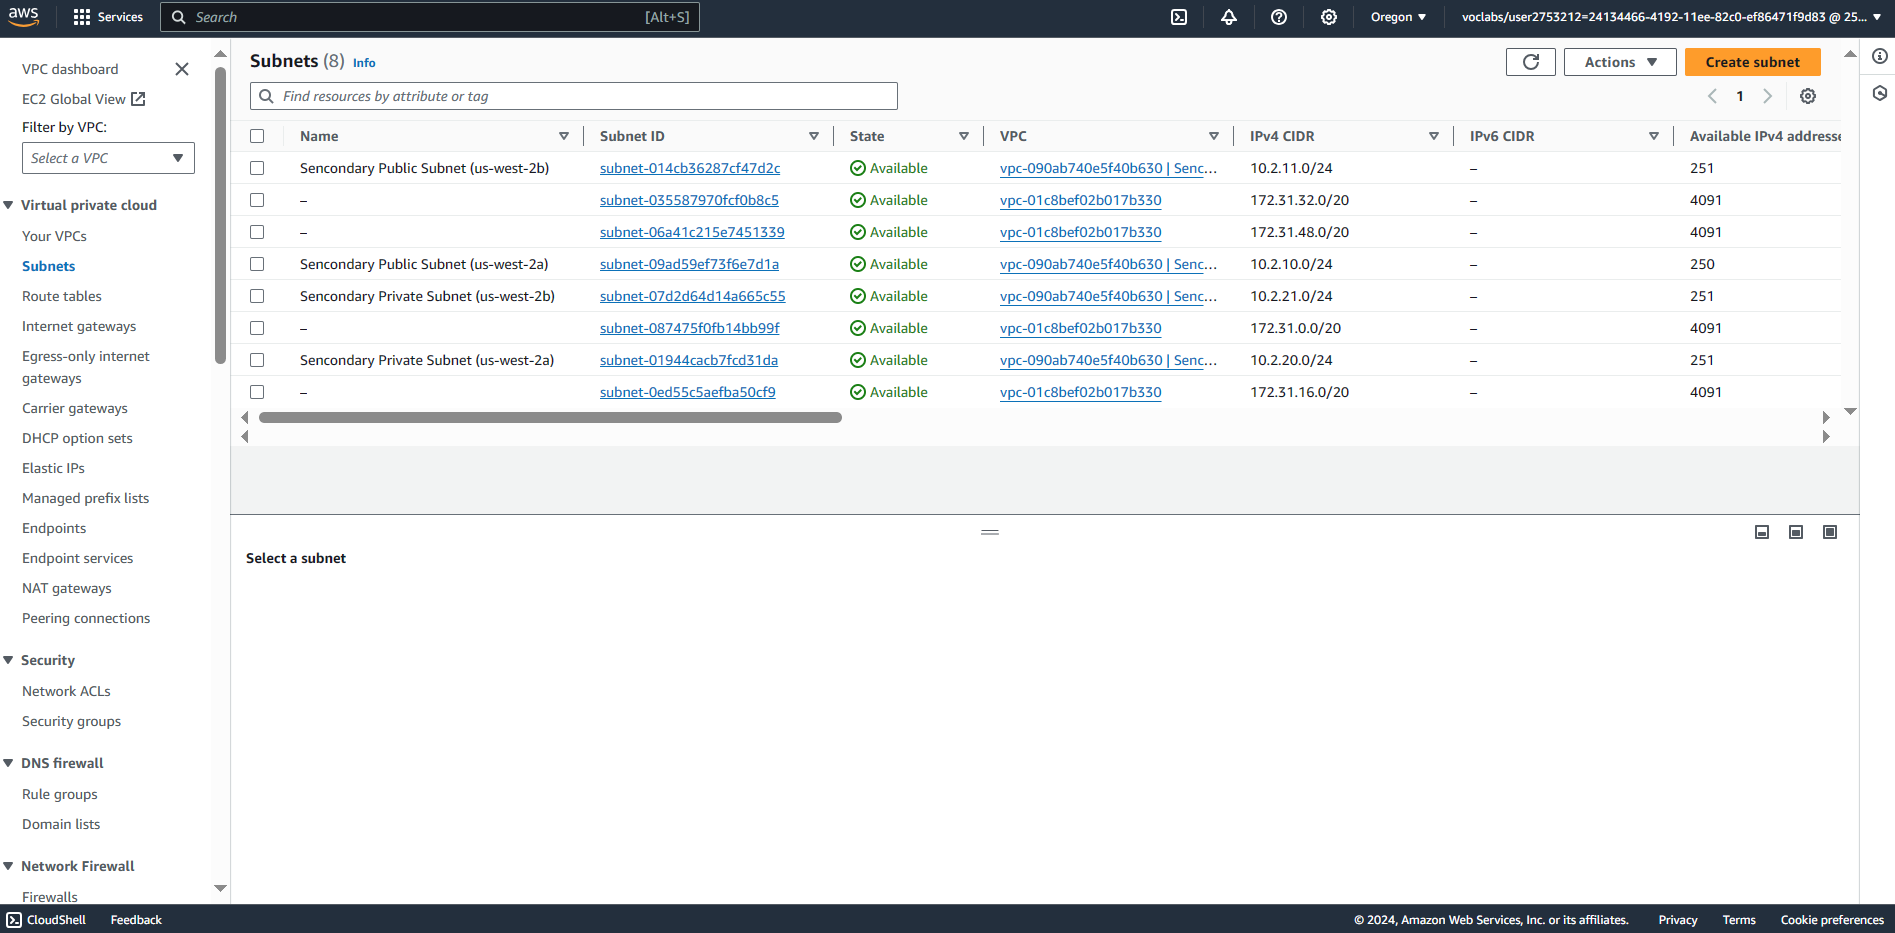 aws Services Search [Alt+S] Oregon voclabs/user2753212=24134466-4192-11ee-82c0-ef86471f9d83 @ 25...
VPC dashboard
EC2 Global View
Filter by VPC:
Select a VPC
Virtual private cloud
Your VPCs
Subnets
Route tables
Internet gateways
Egress-only internet
gateways
Carrier gateways
DHCP option sets
Elastic IPs
Managed prefix lists
Endpoints
Endpoint services
NAT gateways
Peering connections
Security
Network ACLs
Security groups
DNS firewall
Rule groups
Domain lists
Network Firewall
Firewalls
Subnets (8) Info
Actions Create subnet
Find resources by attribute or tag
1
Name Subnet ID State VPC IPv4 CIDR IPv6 CIDR Available IPv4 addresse
Sencondary Public Subnet (us-west-2b) subnet-014cb36287cf47d2c Available vpc-090ab740e5f40b630 | Senc... 10.2.11.0/24 – 251
– subnet-035587970fcf0b8c5 Available vpc-01c8bef02b017b330 172.31.32.0/20 – 4091
– subnet-06a41c215e7451339 Available vpc-01c8bef02b017b330 172.31.48.0/20 – 4091
Sencondary Public Subnet (us-west-2a) subnet-09ad59ef73f6e7d1a Available vpc-090ab740e5f40b630 | Senc... 10.2.10.0/24 – 250
Sencondary Private Subnet (us-west-2b) subnet-07d2d64d14a665c55 Available vpc-090ab740e5f40b630 | Senc... 10.2.21.0/24 – 251
– subnet-087475f0fb14bb99f Available vpc-01c8bef02b017b330 172.31.0.0/20 – 4091
Sencondary Private Subnet (us-west-2a) subnet-01944cacb7fcd31da Available vpc-090ab740e5f40b630 | Senc... 10.2.20.0/24 – 251
– subnet-0ed55c5aefba50cf9 Available vpc-01c8bef02b017b330 172.31.16.0/20 – 4091
Select a subnet
CloudShell Feedback © 2024, Amazon Web Services, Inc. or its affiliates. Privacy Terms Cookie preferences